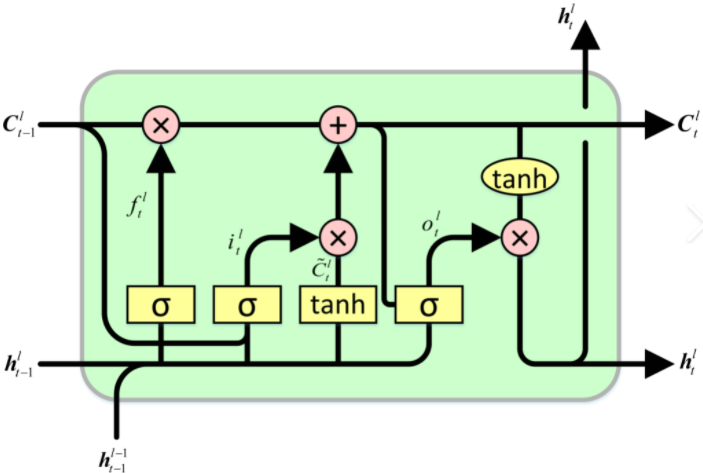 h_t^l
C_{t-1}^l
×
+
C_t^l
f_t^l
tanh
i_t^l
×
o_t^l
×
C̃_t^l
σ
σ
tanh
σ
h_{t-1}^l
h_t^l
h_{t-1}^{l-1}